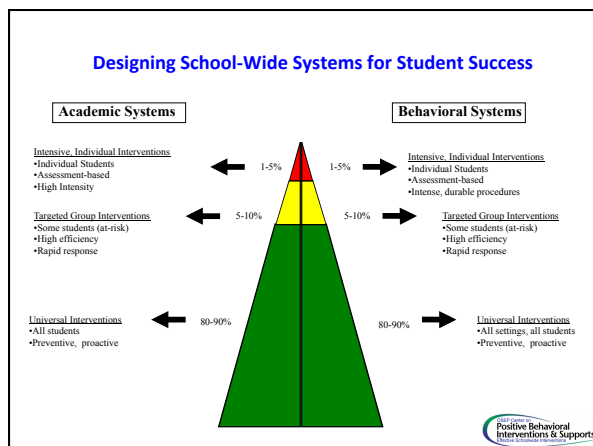 Designing School-Wide Systems for Student Success
Academic Systems
Behavioral Systems
Intensive, Individual Interventions
•Individual Students
•Assessment-based
•High Intensity
1-5%
1-5%
Intensive, Individual Interventions
•Individual Students
•Assessment-based
•Intense, durable procedures
Targeted Group Interventions
•Some students (at-risk)
•High efficiency
•Rapid response
5-10%
5-10%
Targeted Group Interventions
•Some students (at-risk)
•High efficiency
•Rapid response
Universal Interventions
•All students
•Preventive, proactive
80-90%
80-90%
Universal Interventions
•All settings, all students
•Preventive, proactive
OSEP Center on
Positive Behavioral
Interventions & Supports
Effective Schoolwide Interventions